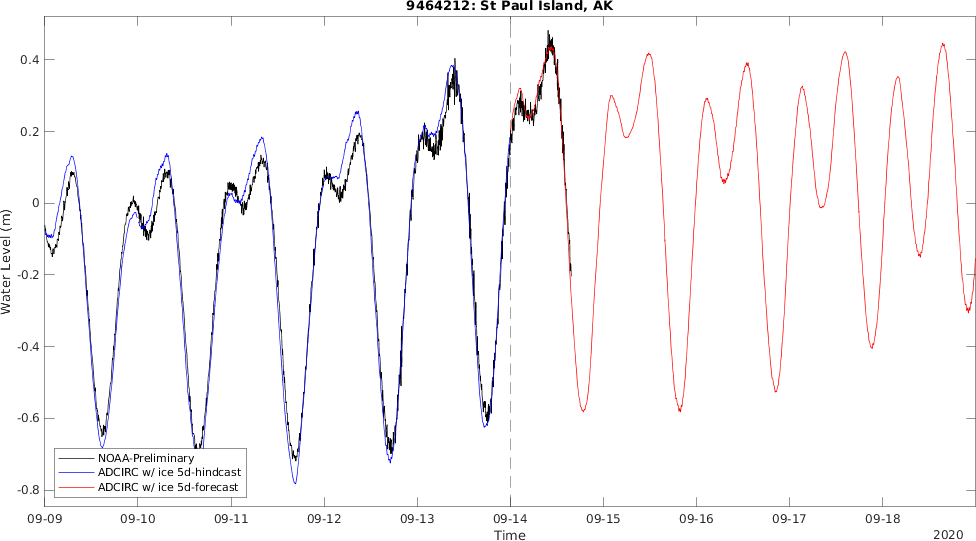 9464212: St Paul Island, AK
Water Level (m)
0.4
0.2
0
-0.2
-0.4
-0.6
-0.8
NOAA-Preliminary
ADCIRC w/ ice 5d-hindcast
ADCIRC w/ ice 5d-forecast
09-09 09-10 09-11 09-12 09-13 09-14 09-15 09-16 09-17 09-18
Time
2020